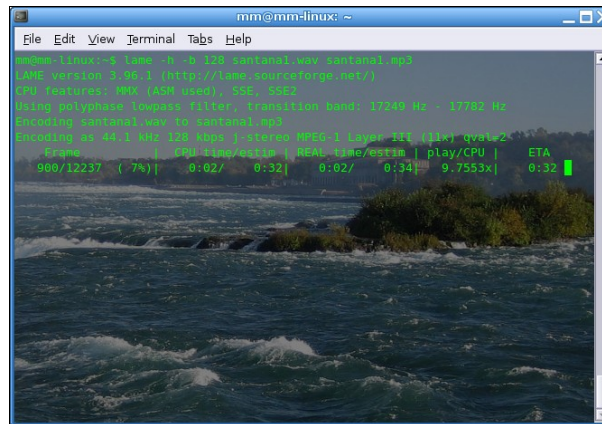 mm@mm-linux: ~
File Edit View Terminal Tabs Help
mm@mm-linux:~$ lame -h -b 128 santana1.wav santana1.mp3
LAME version 3.96.1 (http://lame.sourceforge.net/)
CPU features: MMX (ASM used), SSE, SSE2
Using polyphase lowpass filter, transition band: 17249 Hz - 17782 Hz
Encoding santana1.wav to santana1.mp3
Encoding as 44.1 kHz 128 kbps j-stereo MPEG-1 Layer III (11x) qval=2
Frame | CPU time/estim | REAL time/estim | play/CPU | ETA
900/12237 ( 7%)| 0:02/ 0:32| 0:02/ 0:34| 9.7553x| 0:32